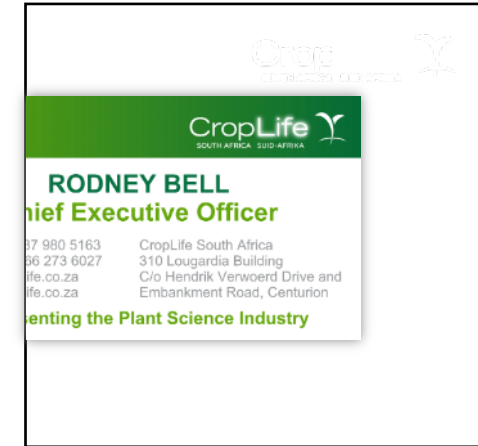 Crop
CropLife
SOUTH AFRICA SUID-AFRIKA
RODNEY BELL
hief Executive Officer
87 980 5163
66 273 6027
ife.co.za
ife.co.za
CropLife South Africa
310 Lougardia Building
C/o Hendrik Verwoerd Drive and
Embankment Road, Centurion
enting the Plant Science Industry